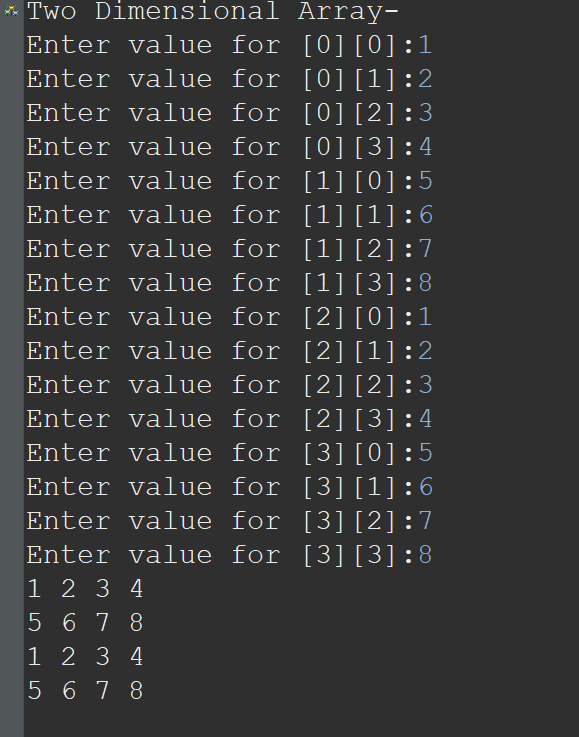 Two Dimensional Array-
Enter value for [0][0]:1
Enter value for [0][1]:2
Enter value for [0][2]:3
Enter value for [0][3]:4
Enter value for [1][0]:5
Enter value for [1][1]:6
Enter value for [1][2]:7
Enter value for [1][3]:8
Enter value for [2][0]:1
Enter value for [2][1]:2
Enter value for [2][2]:3
Enter value for [2][3]:4
Enter value for [3][0]:5
Enter value for [3][1]:6
Enter value for [3][2]:7
Enter value for [3][3]:8
1 2 3 4
5 6 7 8
1 2 3 4
5 6 7 8